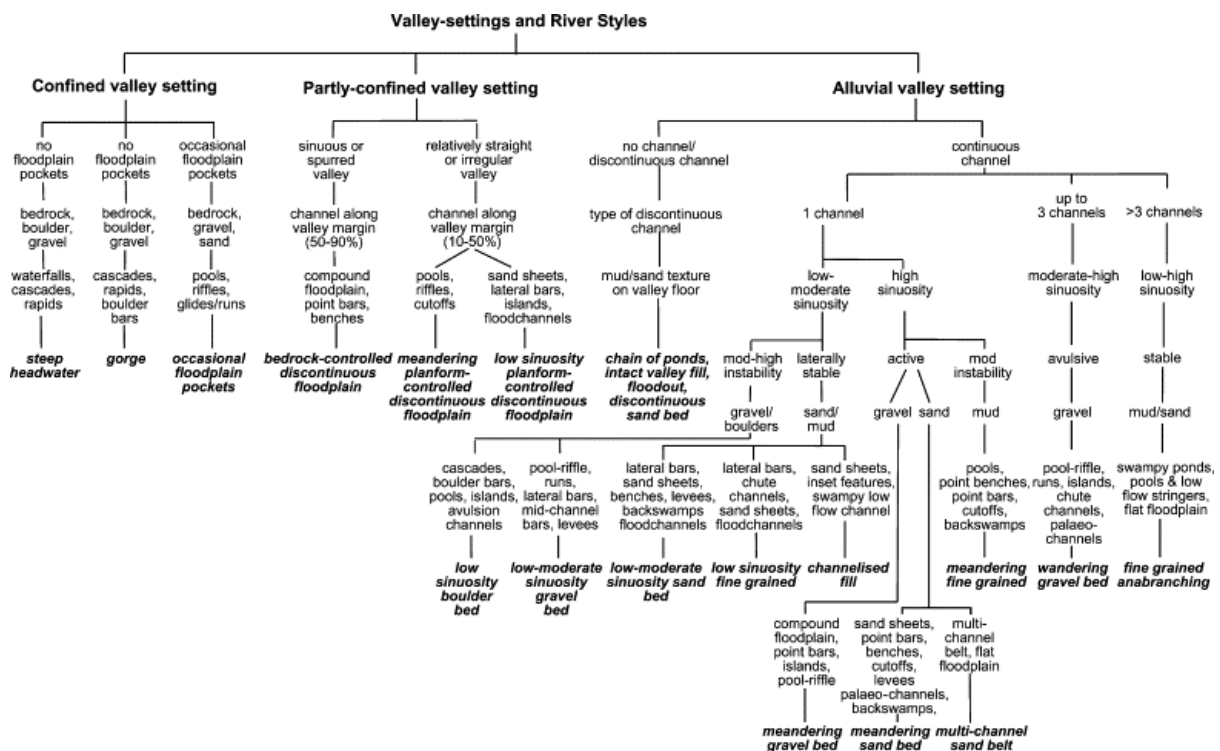 Valley-settings and River Styles
Confined valley setting
Partly-confined valley setting
Alluvial valley setting
no
floodplain
pockets
no
floodplain
pockets
occasional
floodplain
pockets
sinuous or
spurred
valley
relatively straight
or irregular
valley
no channel/
discontinuous channel
continuous
channel
bedrock,
boulder,
gravel
bedrock,
boulder,
gravel
bedrock,
gravel,
sand
channel along
valley margin
(50-90%)
channel along
valley margin
(10-50%)
type of discontinuous
channel
1 channel
up to
3 channels
>3 channels
waterfalls,
cascades,
rapids
cascades,
rapids,
boulder
bars
pools,
riffles,
glides/runs
compound
floodplain,
point bars,
benches
pools,
riffles,
cutoffs
sand sheets,
lateral bars,
islands,
floodchannels
mud/sand texture
on valley floor
low-
moderate
sinuosity
high
sinuosity
moderate-high
sinuosity
low-high
sinuosity
steep
headwater
gorge
occasional
floodplain
pockets
bedrock-controlled
discontinuous
floodplain
meandering
planform-
controlled
discontinuous
floodplain
low sinuosity
planform-
controlled
discontinuous
floodplain
chain of ponds,
intact valley fill,
floodout,
discontinuous
sand bed
mod-high
instability
laterally
stable
active
mod
instability
avulsive
stable
gravel/
boulders
sand/
mud
gravel
sand
mud
gravel
mud/sand
cascades,
boulder bars,
pools, islands,
avulsion
channels
pool-riffle,
runs,
lateral bars,
mid-channel
bars, levees
lateral bars,
sand sheets,
benches, levees,
backswamps
floodchannels
lateral bars,
chute
channels,
sand sheets,
floodchannels
sand sheets,
inset features,
swampy low
flow channel
pools,
point benches,
point bars,
cutoffs,
backswamps
pool-riffle,
runs, islands,
chute
channels,
palaeo-
channels
swampy ponds,
pools & low
flow stringers,
flat floodplain
low
sinuosity
boulder
bed
low-moderate
sinuosity
gravel
bed
low-moderate
sinuosity sand
bed
low sinuosity
fine grained
channelised
fill
meandering
fine grained
wandering
gravel bed
fine grained
anabranching
compound
floodplain,
point bars,
islands,
pool-riffle
sand sheets,
point bars,
benches,
cutoffs,
levees
palaeo-channels,
backswamps,
multi-
channel
belt, flat
floodplain
meandering
gravel bed
meandering
sand bed
multi-channel
sand belt